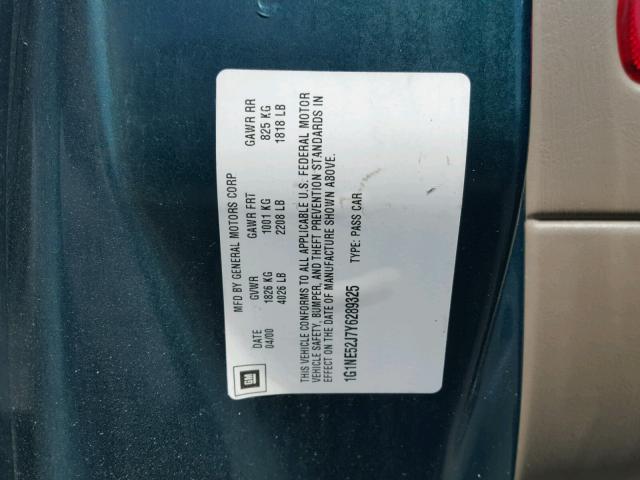 MFD BY GENERAL MOTORS CORP
DATE GVWR GAWR FRT GAWR RR
04/00 1826 KG 1001 KG 825 KG
4026 LB 2208 LB 1818 LB
THIS VEHICLE CONFORMS TO ALL APPLICABLE U.S. FEDERAL MOTOR
VEHICLE SAFETY, BUMPER, AND THEFT PREVENTION STANDARDS IN
EFFECT ON THE DATE OF MANUFACTURE SHOWN ABOVE.
1G1NE52J7Y6289325 TYPE: PASS CAR
GM